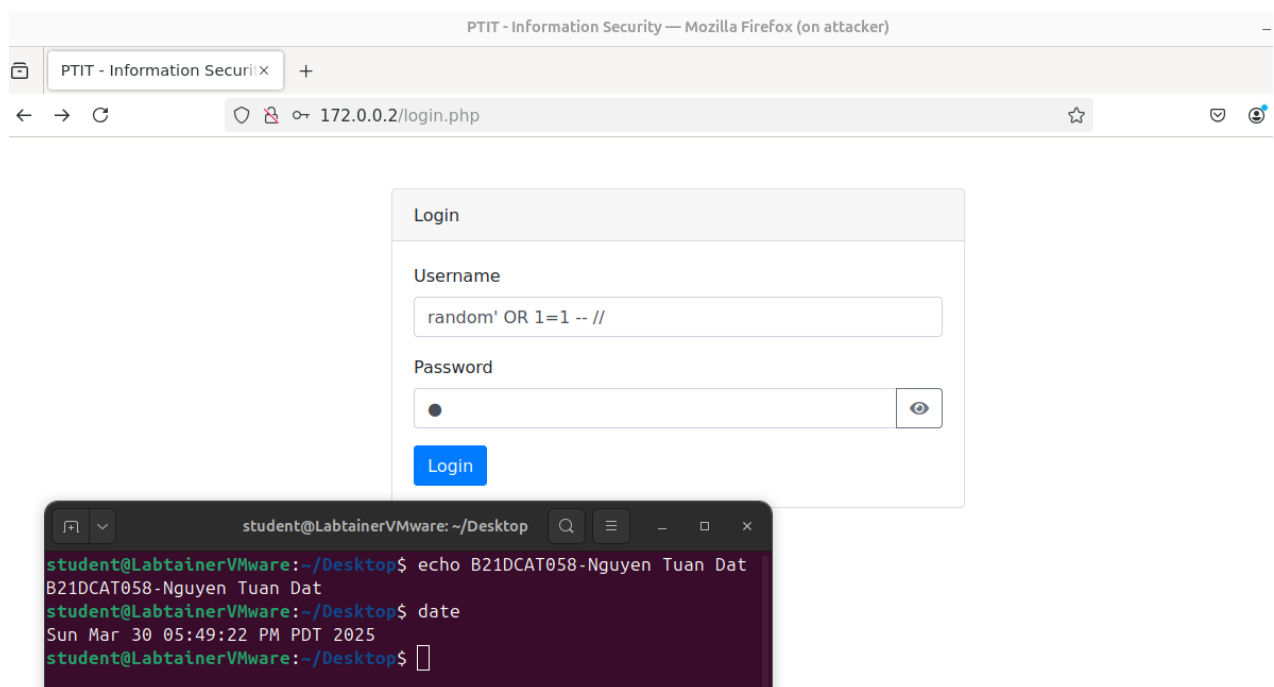 PTIT - Information Security — Mozilla Firefox (on attacker)
PTIT - Information Securit
172.0.0.2/login.php
Login
Username
random' OR 1=1 -- //
Password
Login
student@LabtainerVMware: ~/Desktop
student@LabtainerVMware:~/Desktop$ echo B21DCAT058-Nguyen Tuan Dat
B21DCAT058-Nguyen Tuan Dat
student@LabtainerVMware:~/Desktop$ date
Sun Mar 30 05:49:22 PM PDT 2025
student@LabtainerVMware:~/Desktop$